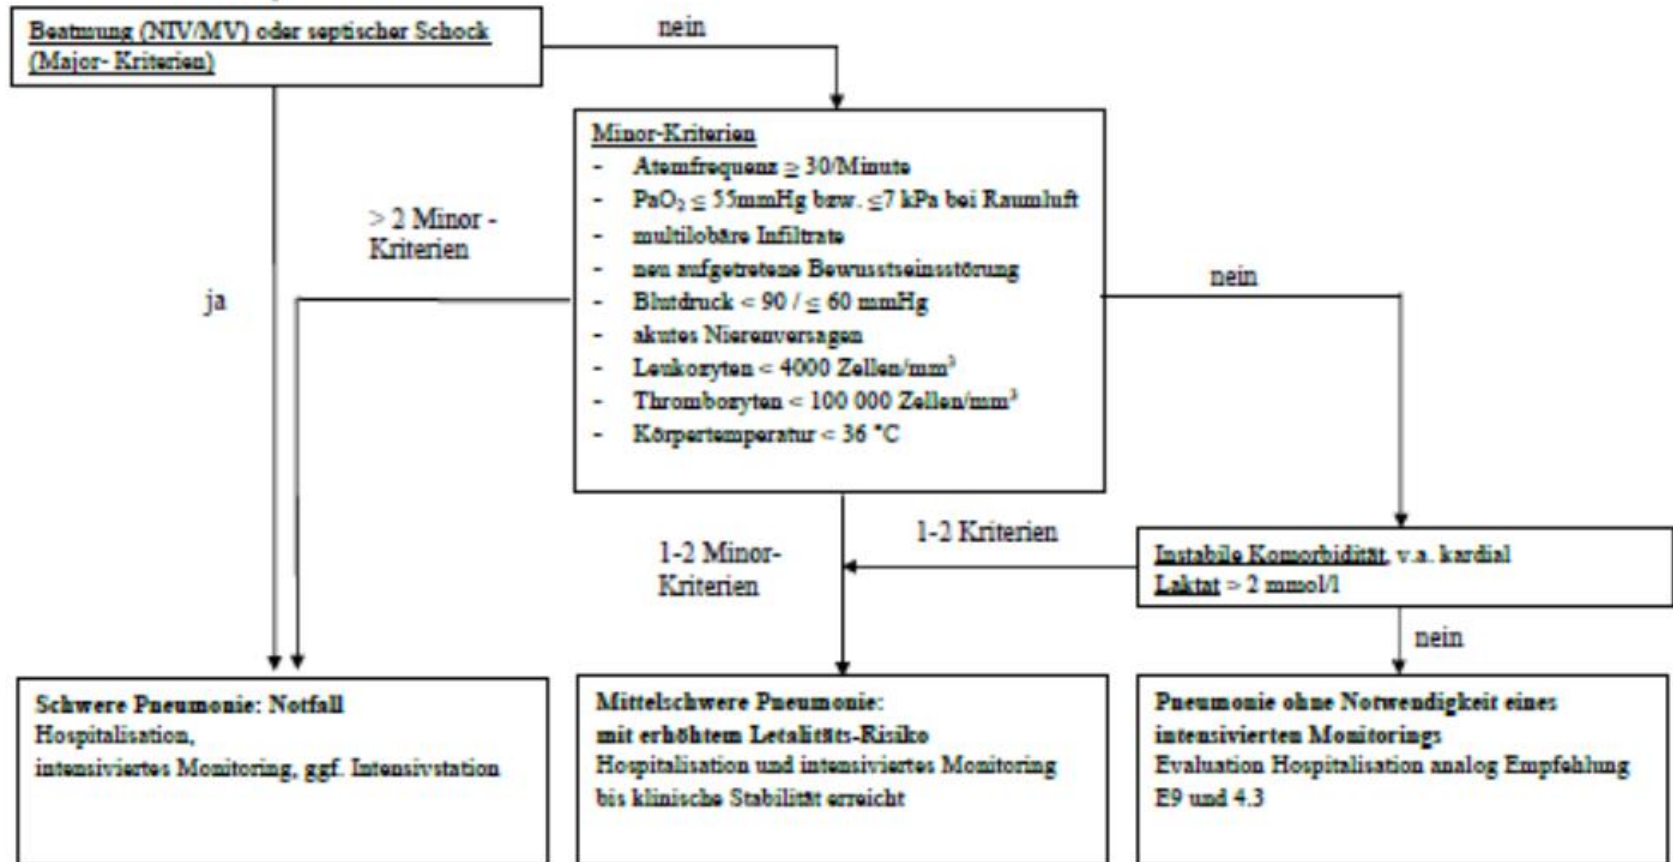 Beatmung (NIV/MV) oder septischer Schock
(Major- Kriterien)
nein
Minor-Kriterien
- Atemfrequenz ≥ 30/Minute
- PaO₂ ≤ 55mmHg bzw. ≤7 kPa bei Raumluft
- multilobäre Infiltrate
- neu aufgetretene Bewusstseinsstörung
- Blutdruck < 90 / ≤ 60 mmHg
- akutes Nierenversagen
- Leukozyten < 4000 Zellen/mm³
- Thrombozyten < 100 000 Zellen/mm³
- Körpertemperatur < 36 °C
> 2 Minor -
Kriterien
ja
nein
1-2 Minor-
Kriterien
1-2 Kriterien
Instabile Komorbidität, v.a. kardial
Laktat > 2 mmol/l
nein
Schwere Pneumonie: Notfall
Hospitalisation,
intensiviertes Monitoring, ggf. Intensivstation
Mittelschwere Pneumonie:
mit erhöhtem Letalitäts-Risiko
Hospitalisation und intensiviertes Monitoring
bis klinische Stabilität erreicht
Pneumonie ohne Notwendigkeit eines
intensivierten Monitorings
Evaluation Hospitalisation analog Empfehlung
E9 und 4.3